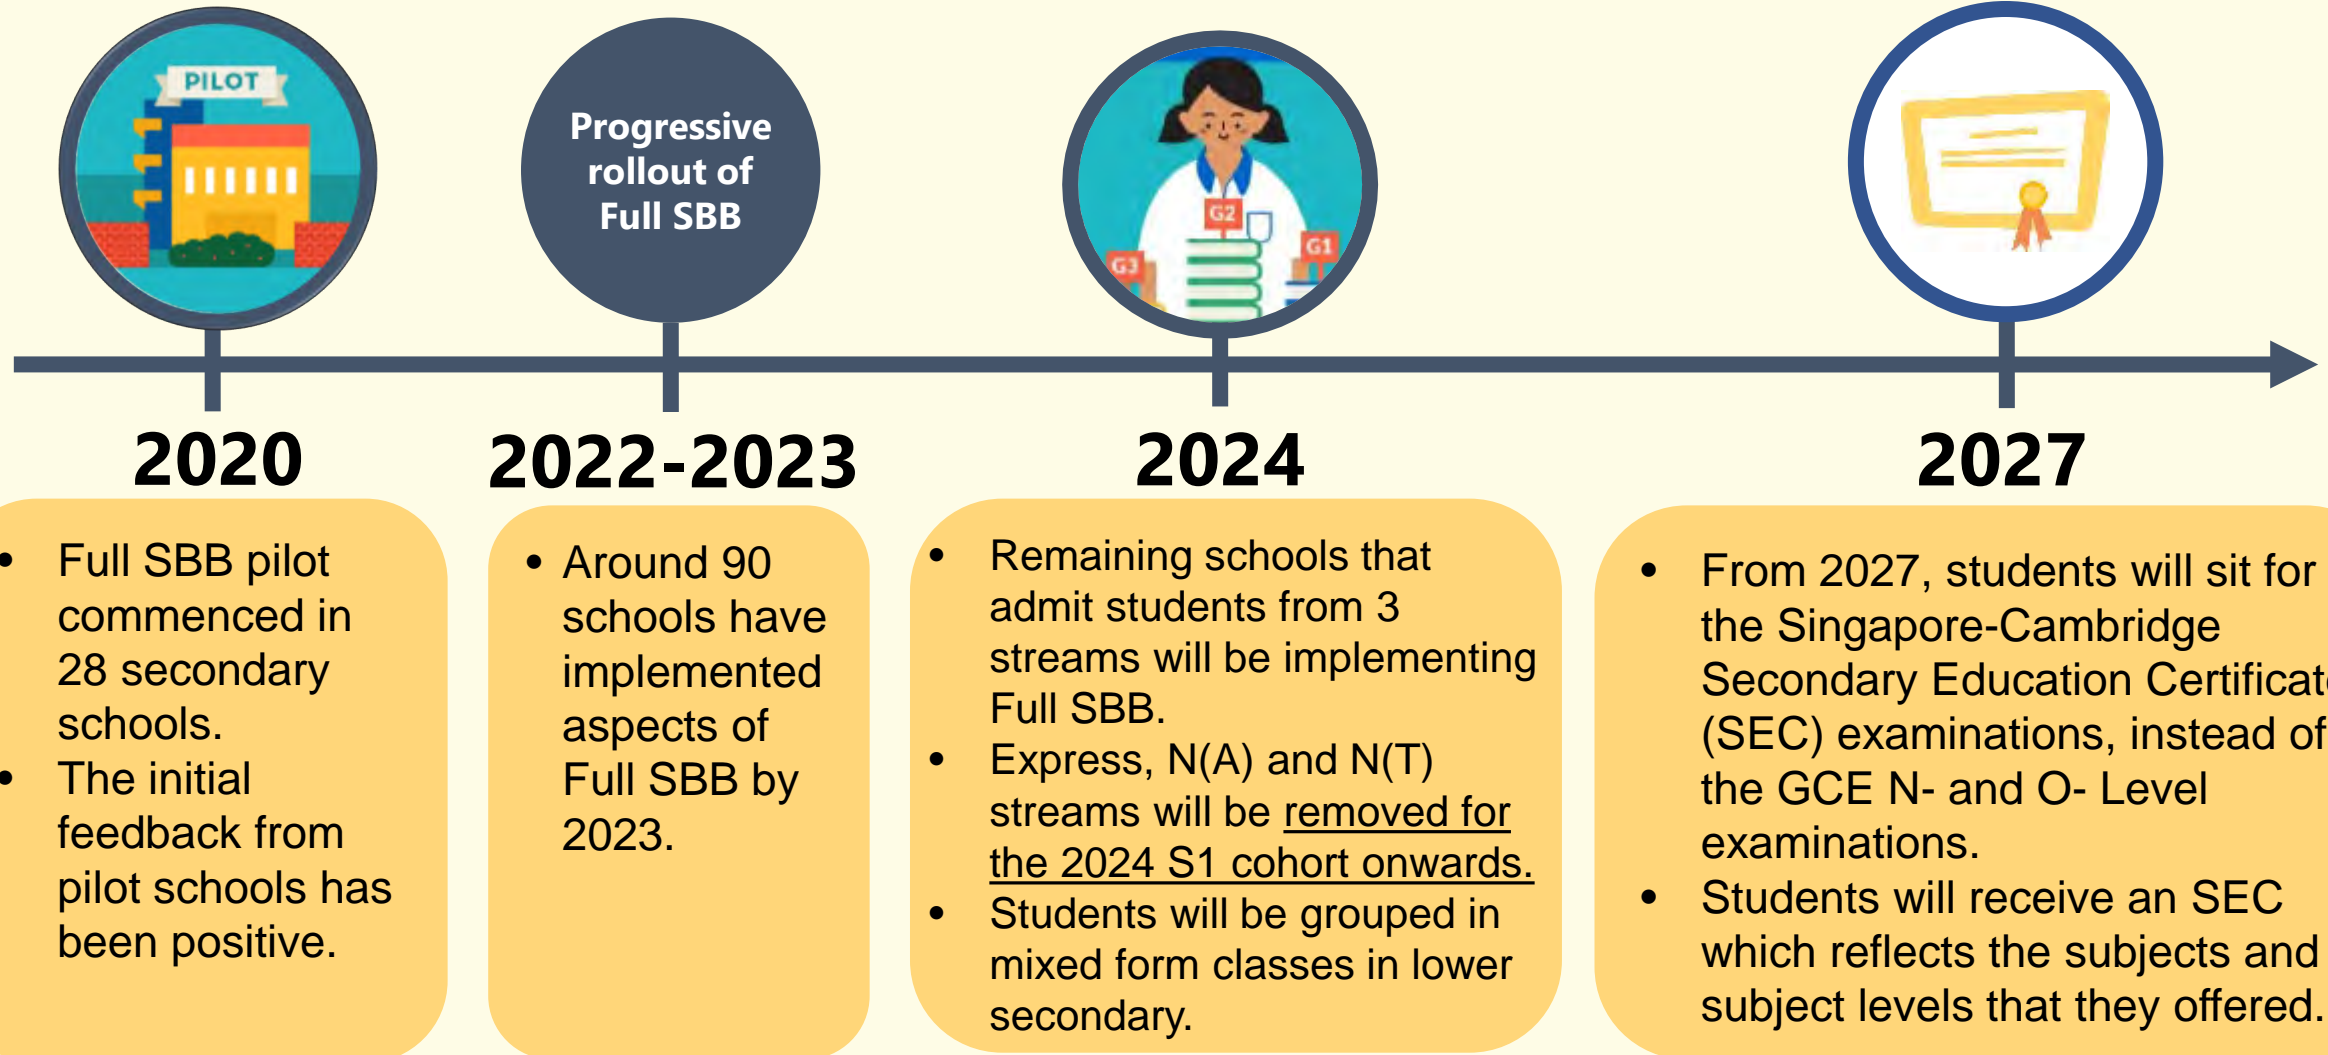 PILOT
Progressive
rollout of
Full SBB
G2
G1
G3
2020
2022-2023
2024
2027
• Full SBB pilot
commenced in
28 secondary
schools.
• The initial
feedback from
pilot schools has
been positive.
• Around 90
schools have
implemented
aspects of
Full SBB by
2023.
• Remaining schools that
admit students from 3
streams will be implementing
Full SBB.
• Express, N(A) and N(T)
streams will be removed for
the 2024 S1 cohort onwards.
• Students will be grouped in
mixed form classes in lower
secondary.
• From 2027, students will sit for
the Singapore-Cambridge
Secondary Education Certificate
(SEC) examinations, instead of
the GCE N- and O- Level
examinations.
• Students will receive an SEC
which reflects the subjects and
subject levels that they offered.